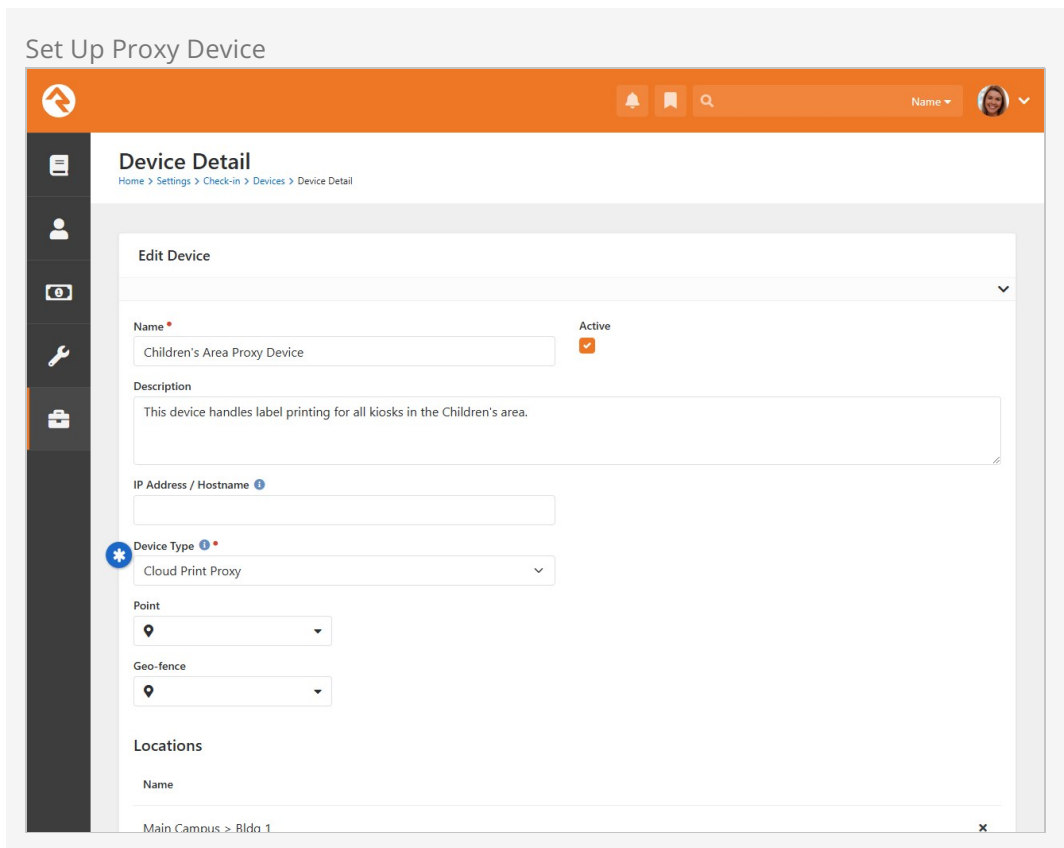 Set Up Proxy Device
Name
Device Detail
Home > Settings > Check-in > Devices > Device Detail
Edit Device
Name
Active
Children's Area Proxy Device
Description
This device handles label printing for all kiosks in the Children's area.
IP Address / Hostname
Device Type
Cloud Print Proxy
Point
Geo-fence
Locations
Name
Main Campus > Bldg 1